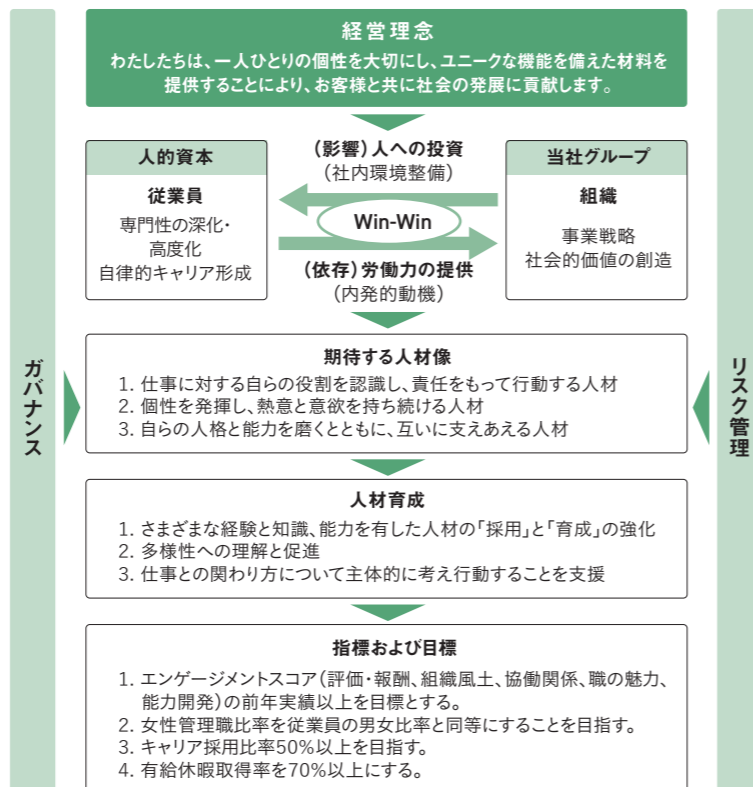 経営理念
わたしたちは、一人ひとりの個性を大切にし、ユニークな機能を備えた材料を
提供することにより、お客様と共に社会の発展に貢献します。
人的資本
従業員
専門性の深化・
高度化
自律的キャリア形成
(影響)人への投資
(社内環境整備)
Win-Win
(依存)労働力の提供
(内発的動機)
当社グループ
組織
事業戦略
社会的価値の創造
ガバナンス
リスク管理
期待する人材像
1. 仕事に対する自らの役割を認識し、責任をもって行動する人材
2. 個性を発揮し、熱意と意欲を持ち続ける人材
3. 自らの人格と能力を磨くとともに、互いに支えあえる人材
人材育成
1. さまざまな経験と知識、能力を有した人材の「採用」と「育成」の強化
2. 多様性への理解と促進
3. 仕事との関わり方について主体的に考え行動することを支援
指標および目標
1. エンゲージメントスコア(評価・報酬、組織風土、協働関係、職の魅力、
能力開発)の前年実績以上を目標とする。
2. 女性管理職比率を従業員の男女比率と同等にすることを目指す。
3. キャリア採用比率50%以上を目指す。
4. 有給休暇取得率を70%以上にする。